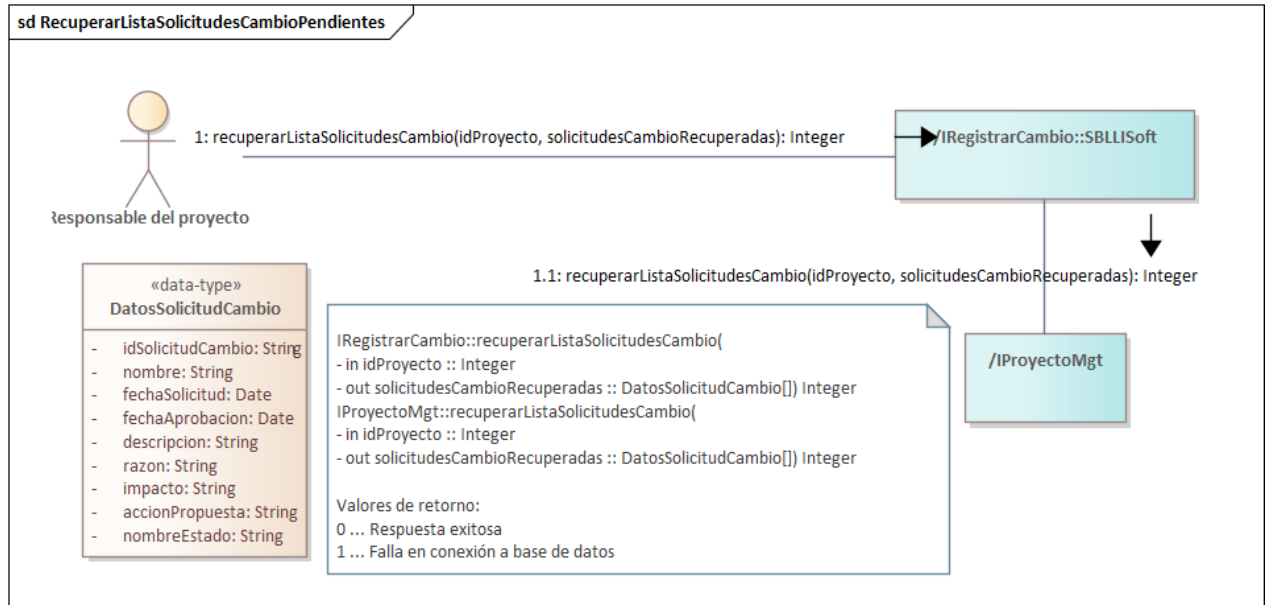 sd RecuperarListaSolicitudesCambioPendientes
1: recuperarListaSolicitudesCambio(idProyecto, solicitudesCambioRecuperadas): Integer
/IRegistrarCambio::SBLLISoft
Responsable del proyecto
1.1: recuperarListaSolicitudesCambio(idProyecto, solicitudesCambioRecuperadas): Integer
«data-type»
DatosSolicitudCambio
- idSolicitudCambio: String
- nombre: String
- fechaSolicitud: Date
- fechaAprobacion: Date
- descripcion: String
- razon: String
- impacto: String
- accionPropuesta: String
- nombreEstado: String
IRegistrarCambio::recuperarListaSolicitudesCambio(
- in idProyecto :: Integer
- out solicitudesCambioRecuperadas :: DatosSolicitudCambio[]) Integer
IProyectoMgt::recuperarListaSolicitudesCambio(
- in idProyecto :: Integer
- out solicitudesCambioRecuperadas :: DatosSolicitudCambio[]) Integer
Valores de retorno:
0 ... Respuesta exitosa
1 ... Falla en conexión a base de datos
/IProyectoMgt